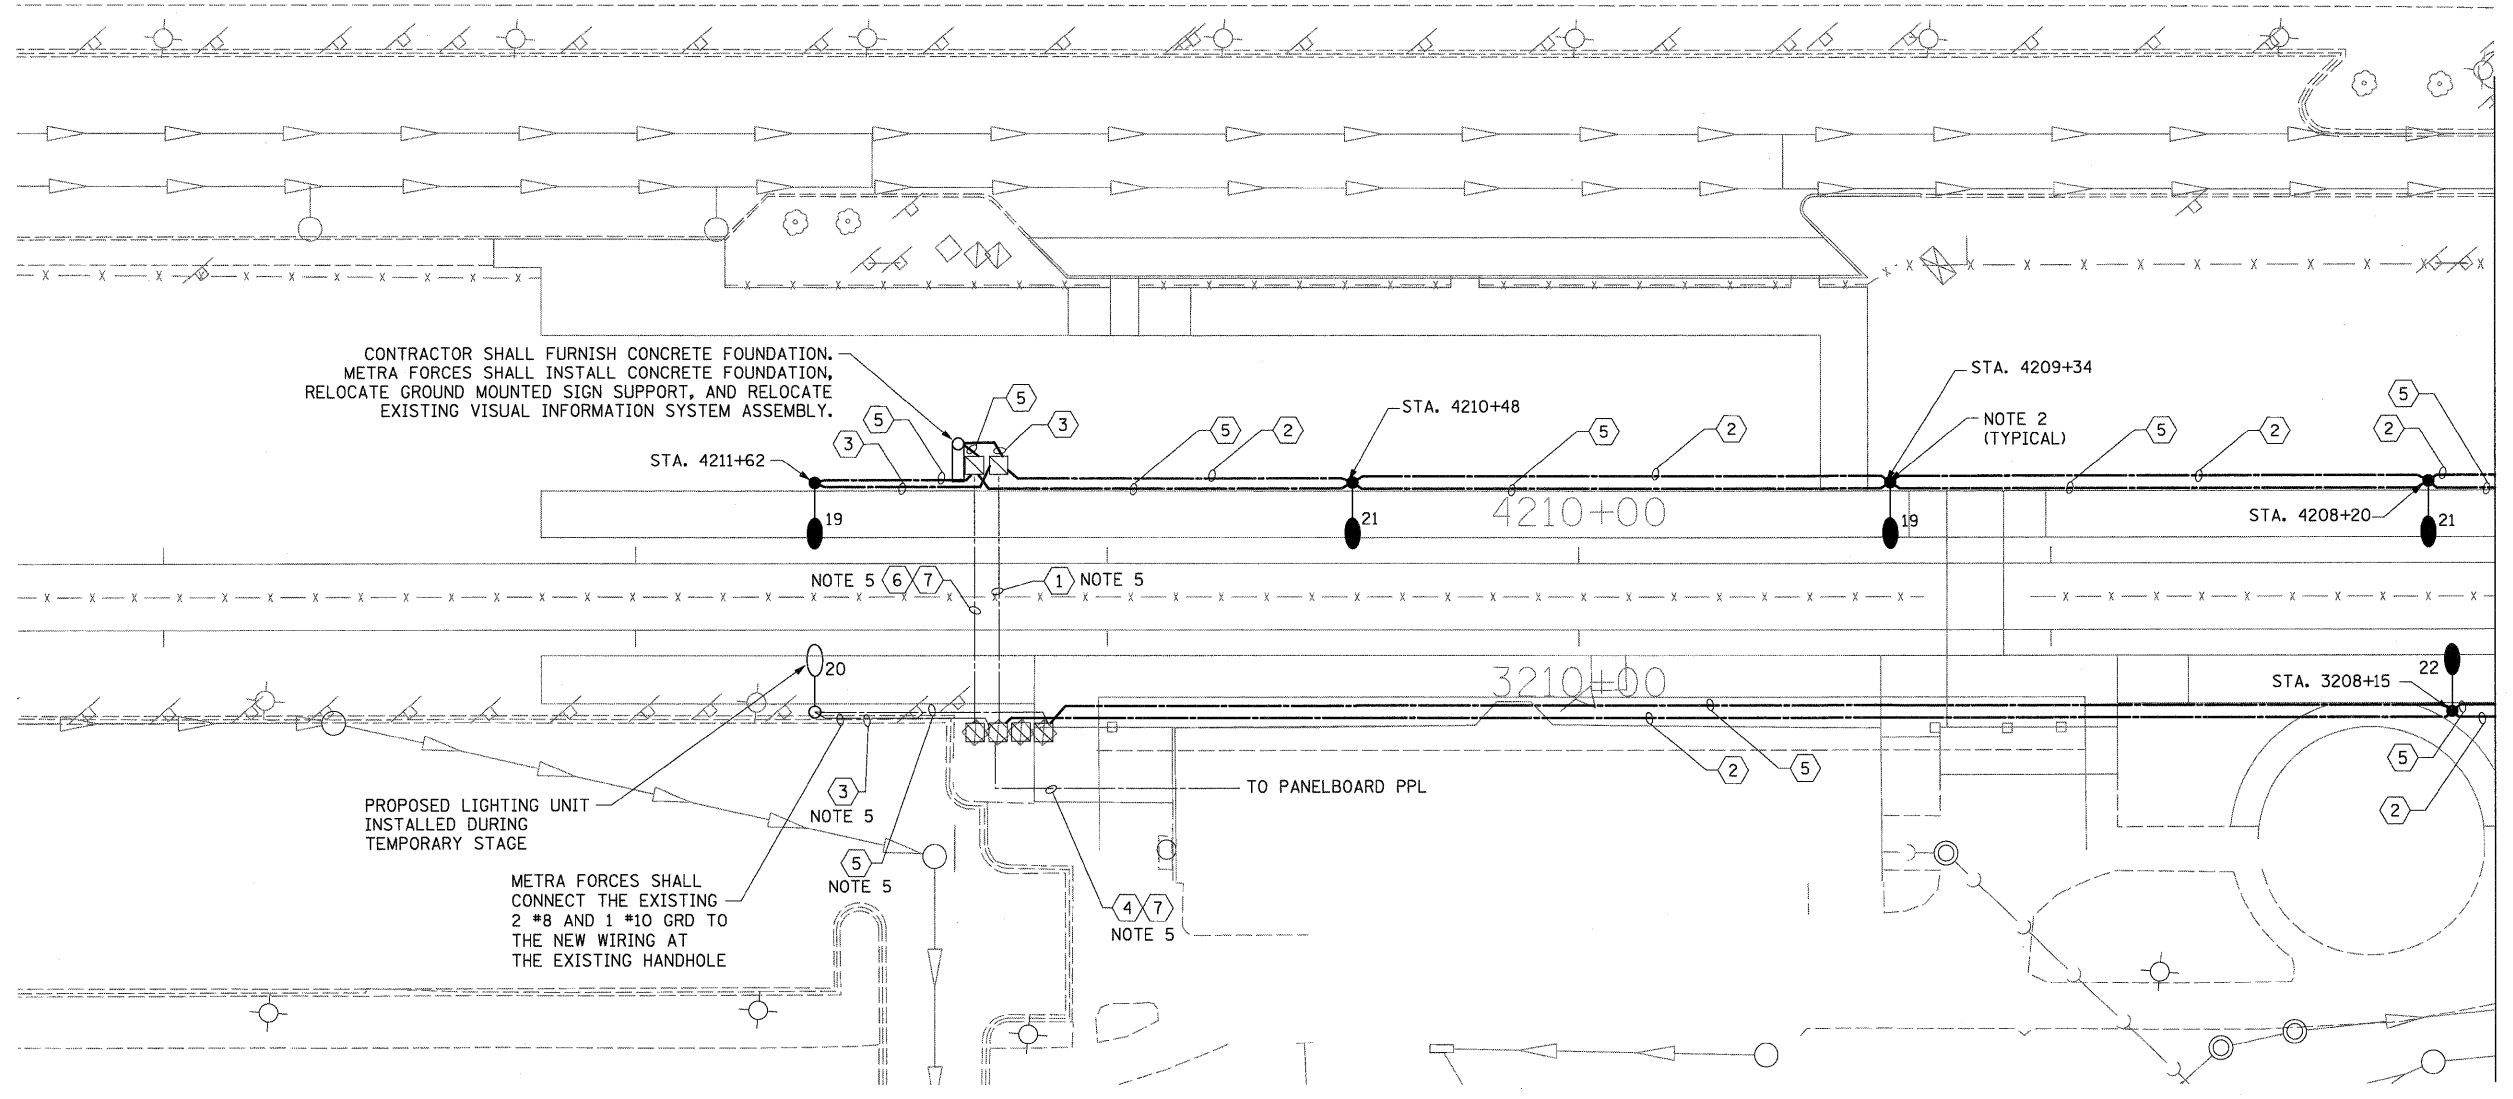 CONTRACTOR SHALL FURNISH CONCRETE FOUNDATION.
METRA FORCES SHALL INSTALL CONCRETE FOUNDATION,
RELOCATE GROUND MOUNTED SIGN SUPPORT, AND RELOCATE
EXISTING VISUAL INFORMATION SYSTEM ASSEMBLY.
5
3
5
3
STA. 4211+62
5
2
STA. 4210+48
5
2
STA. 4209+34
NOTE 2
(TYPICAL)
5
2
5
2
STA. 4208+20
19
21
19
21
4210+00
NOTE 5 6 7
1 NOTE 5
20
3210+00
22
STA. 3208+15
2
5
5
2
TO PANELBOARD PPL
PROPOSED LIGHTING UNIT
INSTALLED DURING
TEMPORARY STAGE
3
NOTE 5
5
NOTE 5
METRA FORCES SHALL
CONNECT THE EXISTING
2 #8 AND 1 #10 GRD TO
THE NEW WIRING AT
THE EXISTING HANDHOLE
4 7
NOTE 5